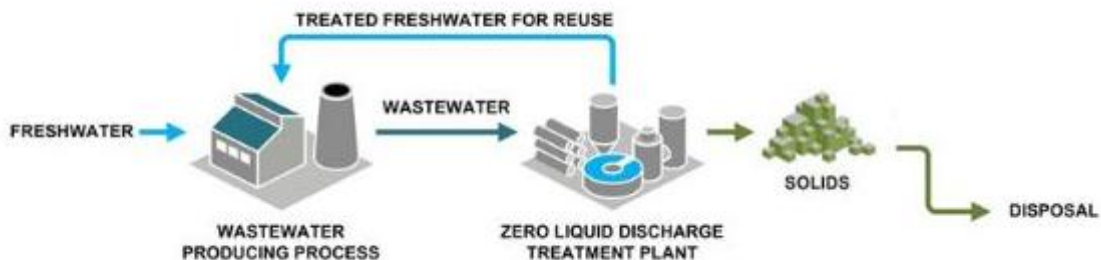 TREATED FRESHWATER FOR REUSE
FRESHWATER
WASTEWATER
SOLIDS
DISPOSAL
WASTEWATER
PRODUCING PROCESS
ZERO LIQUID DISCHARGE
TREATMENT PLANT